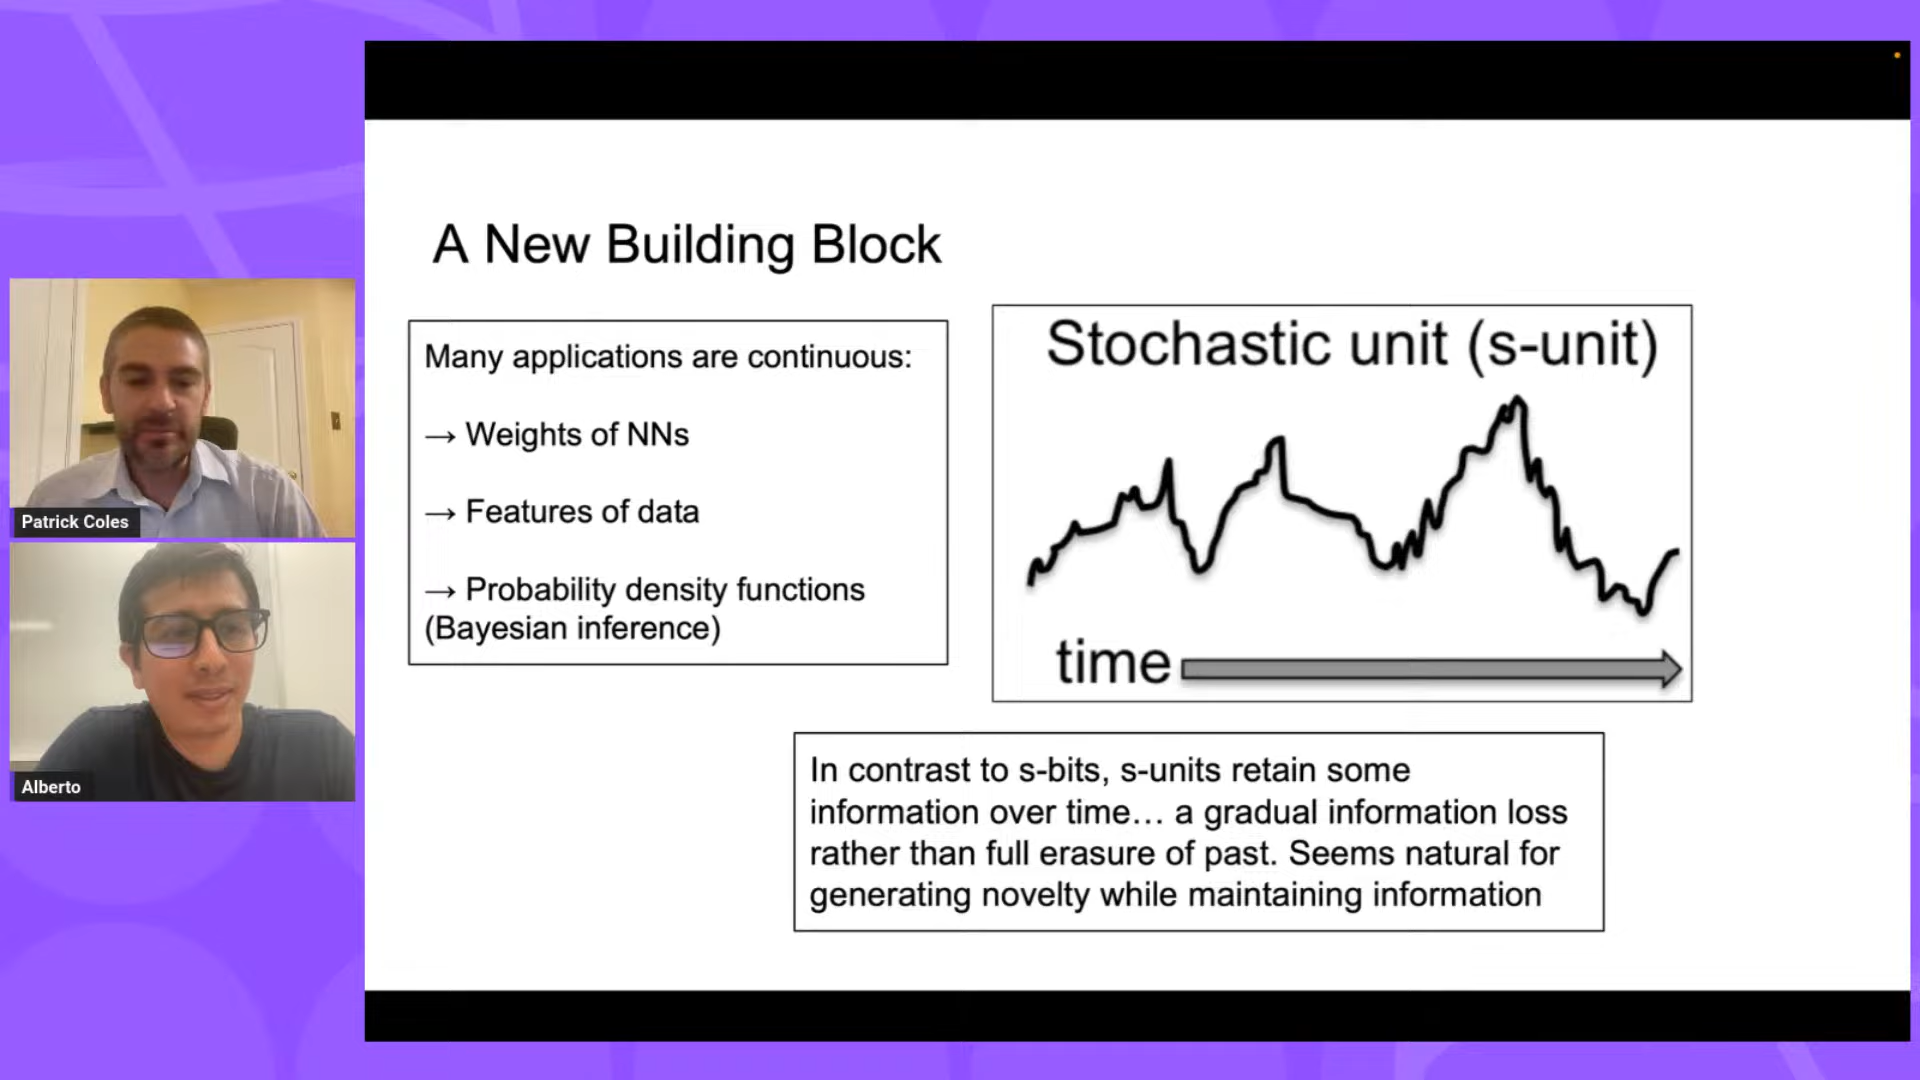 A New Building Block
Many applications are continuous:
→ Weights of NNs
→ Features of data
→ Probability density functions
(Bayesian inference)
Stochastic unit (s-unit)
time
In contrast to s-bits, s-units retain some
information over time… a gradual information loss
rather than full erasure of past. Seems natural for
generating novelty while maintaining information
Patrick Coles
Alberto